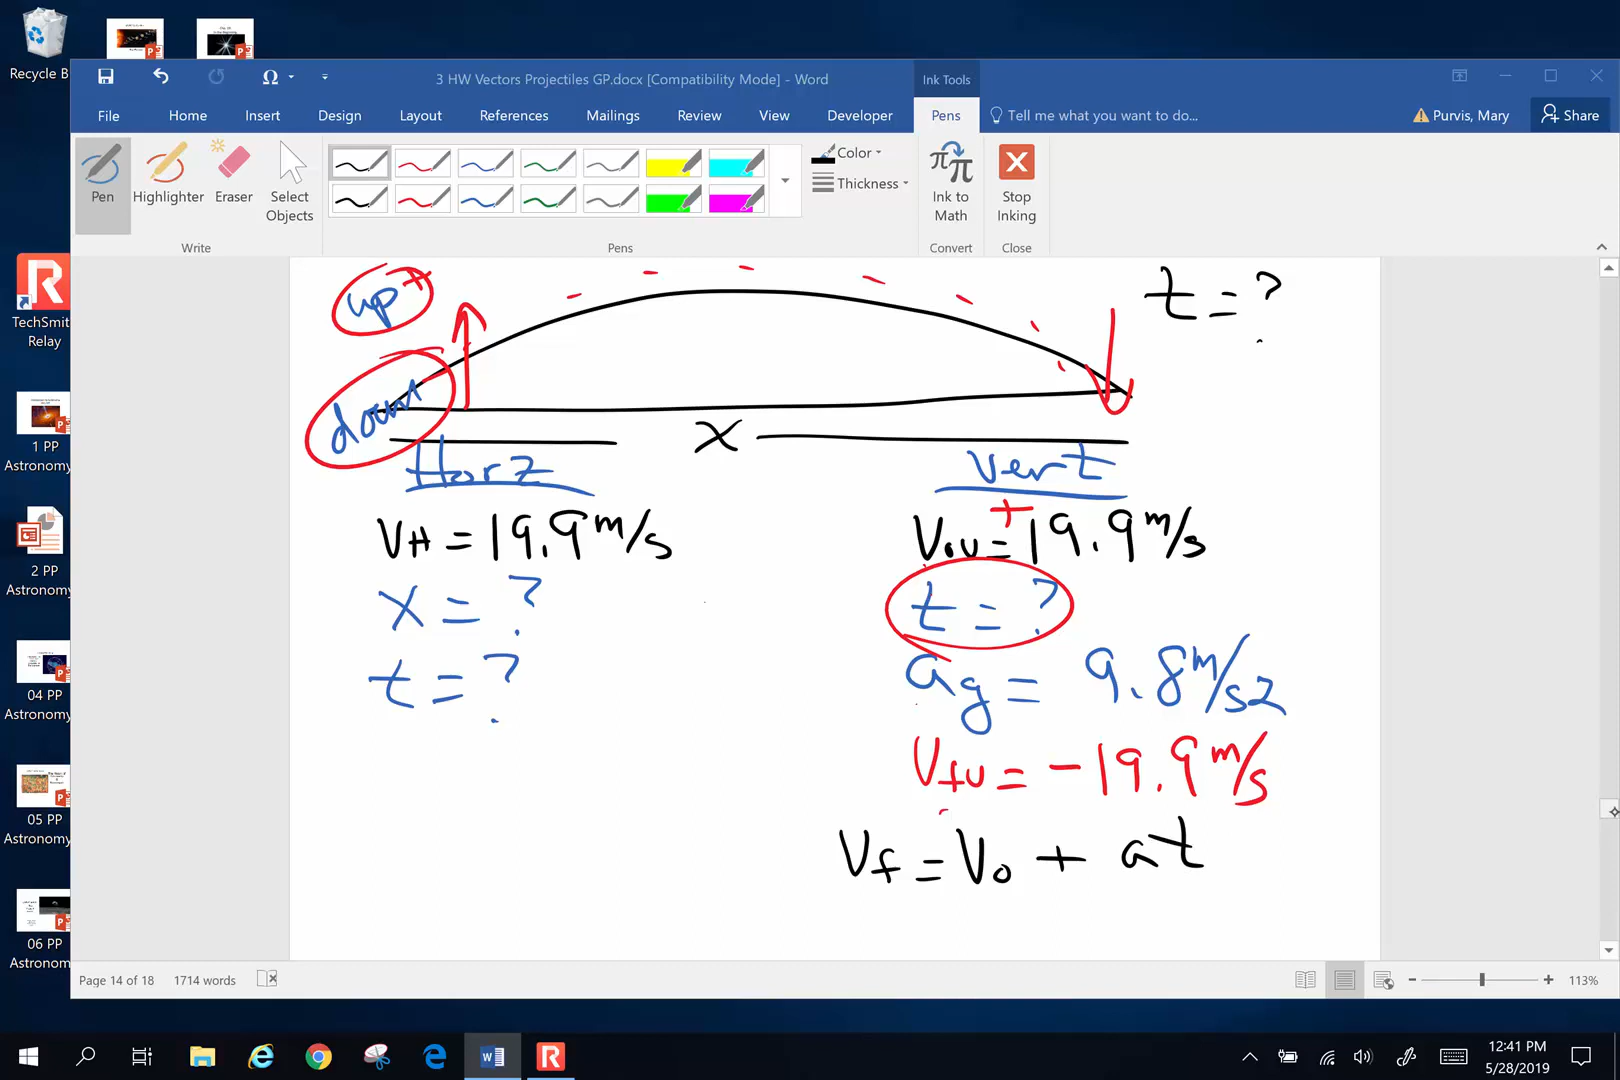 Recycle B
3 HW Vectors Projectiles GP.docx [Compatibility Mode] - Word
Ink Tools
File Home Insert Design Layout References Mailings Review View Developer Pens Tell me what you want to do... Purvis, Mary Share
Pen Highlighter Eraser Select Objects
Color
Thickness
Ink to Math
Stop Inking
Write Pens Convert Close
TechSmith
Relay
1 PP
Astronomy
2 PP
Astronomy
04 PP
Astronomy
05 PP
Astronomy
06 PP
Astronomy
up +
t = ?
down
x
Horz
Vert
VH = 19.9 m/s
Vov = +19.9 m/s
x = ?
t = ?
t = ?
ag = 9.8 m/s2
Vfv = -19.9 m/s
Vf = Vo + at
Page 14 of 18 1714 words
113%
12:41 PM
5/28/2019